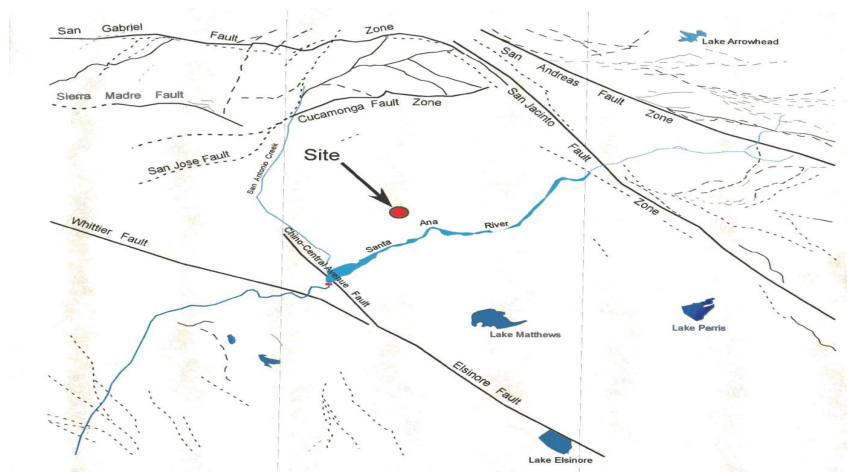 San Gabriel Fault Zone
Lake Arrowhead
San Andreas Fault Zone
Sierra Madre Fault
Cucamonga Fault Zone
San Jacinto Fault Zone
San Jose Fault
San Antonio Creek
Site
Whittier Fault
Chino-Central Avenue Fault
Santa Ana River
Lake Matthews
Lake Perris
Elsinore Fault
Lake Elsinore